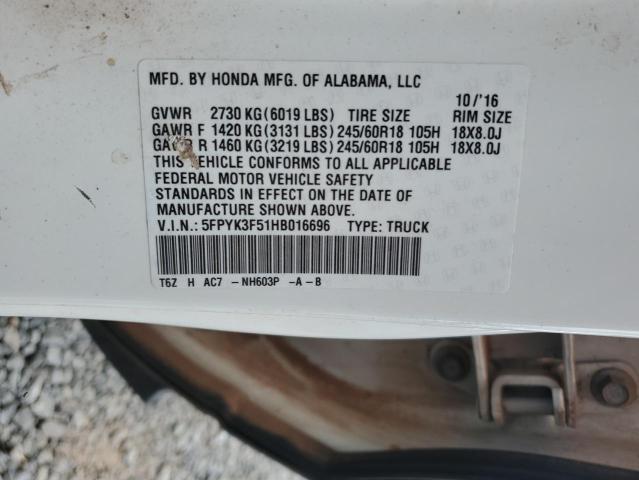 MFD. BY HONDA MFG. OF ALABAMA, LLC
10/'16
GVWR 2730 KG(6019 LBS) TIRE SIZE RIM SIZE
GAWR F 1420 KG(3131 LBS) 245/60R18 105H 18X8.0J
GAWR R 1460 KG(3219 LBS) 245/60R18 105H 18X8.0J
THIS VEHICLE CONFORMS TO ALL APPLICABLE
FEDERAL MOTOR VEHICLE SAFETY
STANDARDS IN EFFECT ON THE DATE OF
MANUFACTURE SHOWN ABOVE.
V.I.N.: 5FPYK3F51HB016696 TYPE: TRUCK
T6Z H AC7 -NH603P -A-B